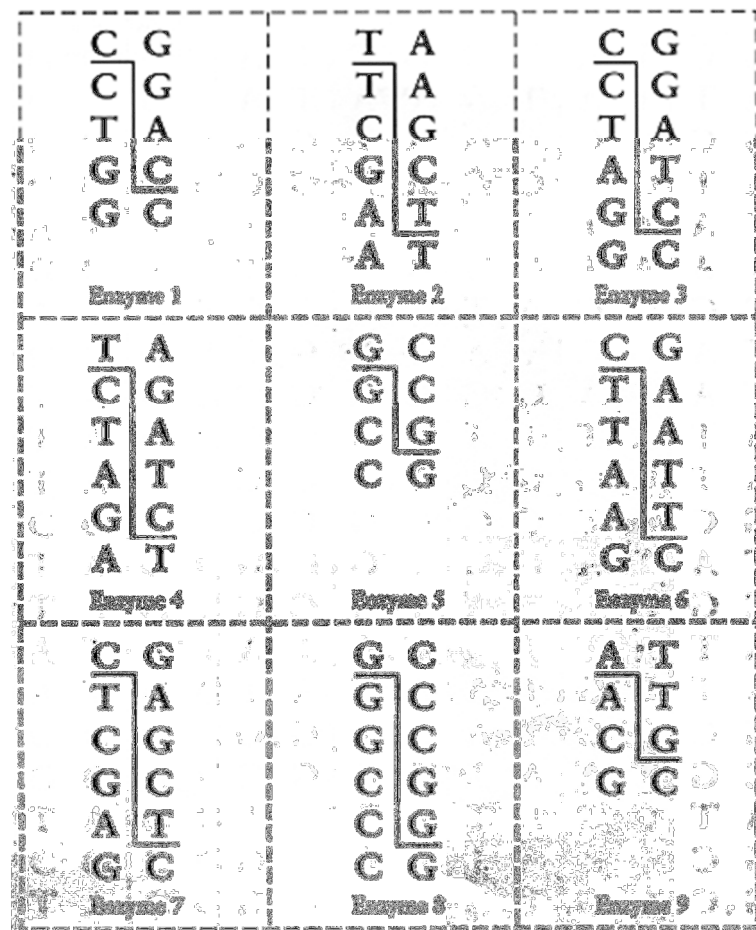 C G
C G
T A
G C
G C
Enzyme 1
T A
T A
C G
G C
A T
A T
Enzyme 2
C G
C G
T A
A T
G C
G C
Enzyme 3
T A
C G
T A
A T
G C
A T
Enzyme 4
G C
G C
C G
C G
Enzyme 5
C G
T A
T A
A T
A T
G C
Enzyme 6
C G
T A
C G
G C
A T
G C
Enzyme 7
G C
G C
G C
C G
C G
C G
Enzyme 8
A T
A T
C G
G C
Enzyme 9